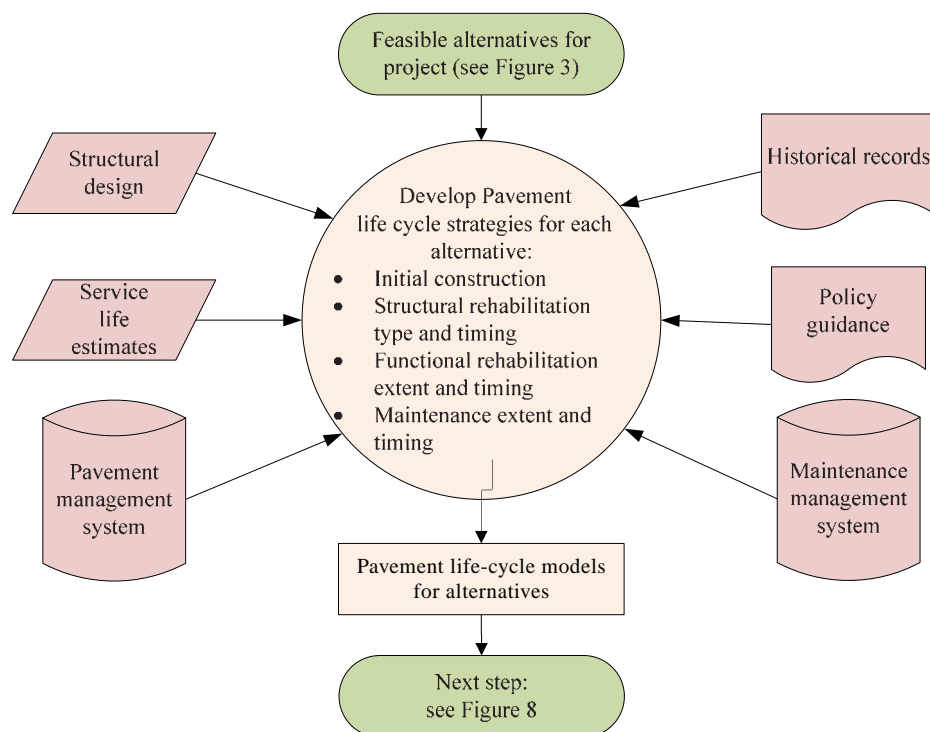 Feasible alternatives for
project (see Figure 3)
Structural
design
Historical records
Develop Pavement
life cycle strategies for each
alternative:
• Initial construction
• Structural rehabilitation
type and timing
• Functional rehabilitation
extent and timing
• Maintenance extent and
timing
Service
life
estimates
Policy
guidance
Pavement
management
system
Maintenance
management
system
Pavement life-cycle models
for alternatives
Next step:
see Figure 8